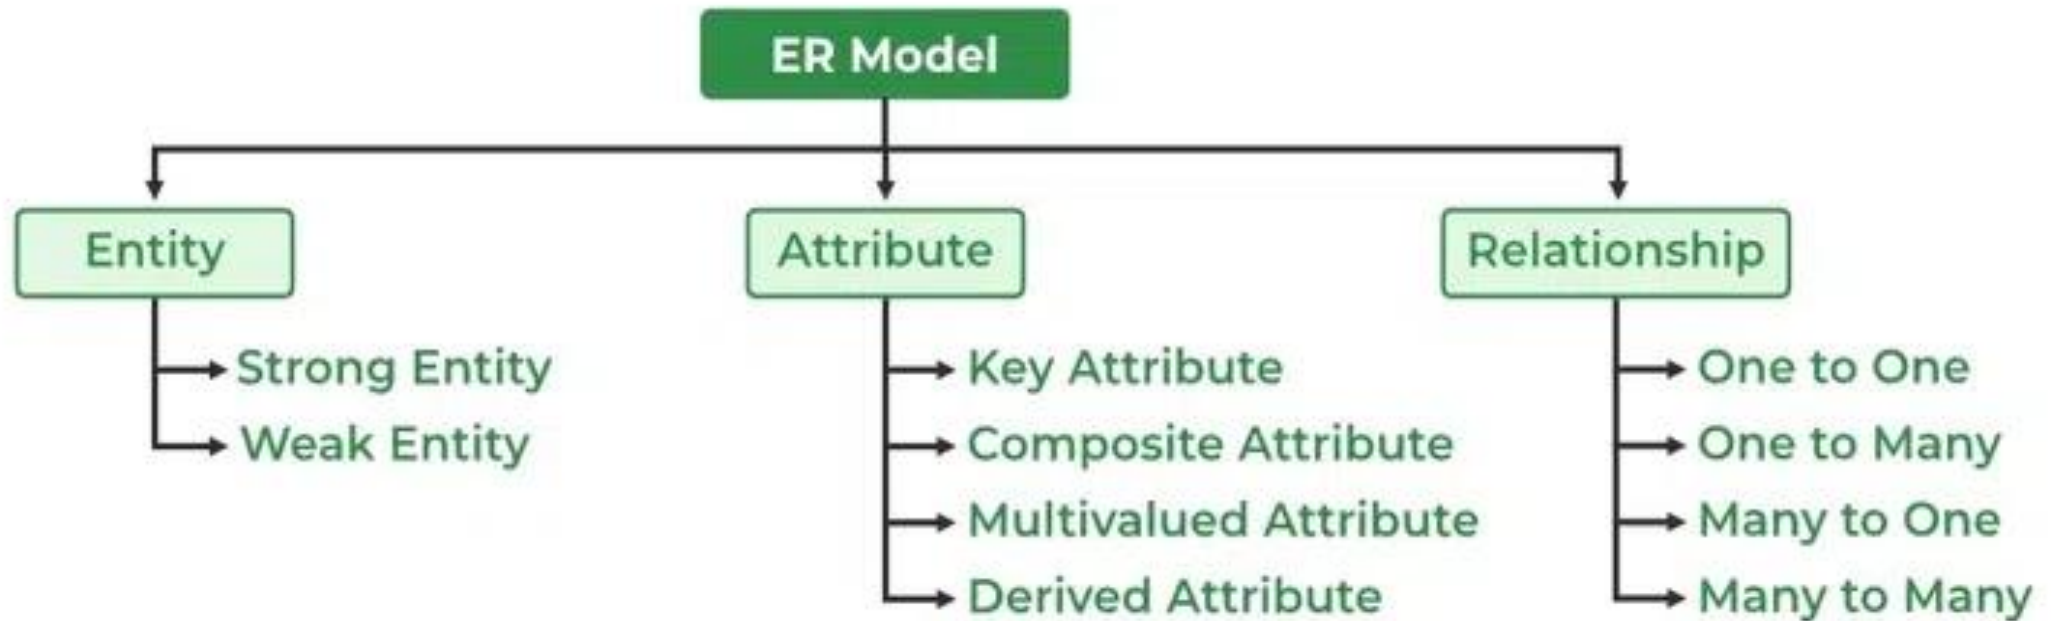 ER Model
Entity
Strong Entity
Weak Entity
Attribute
Key Attribute
Composite Attribute
Multivalued Attribute
Derived Attribute
Relationship
One to One
One to Many
Many to One
Many to Many